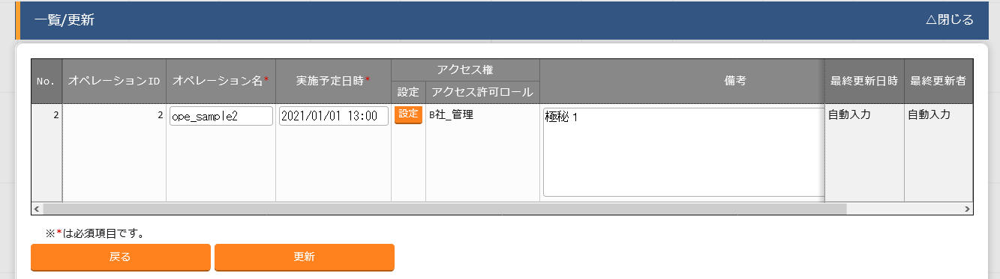 一覧/更新 △閉じる
アクセス権
No. オペレーションID オペレーション名* 実施予定日時* 備考 最終更新日時 最終更新者
設定 アクセス許可ロール
2 2 ope_sample2 2021/01/01 13:00 設定 B社_管理 極秘1 自動入力 自動入力
※*は必須項目です。
戻る 更新